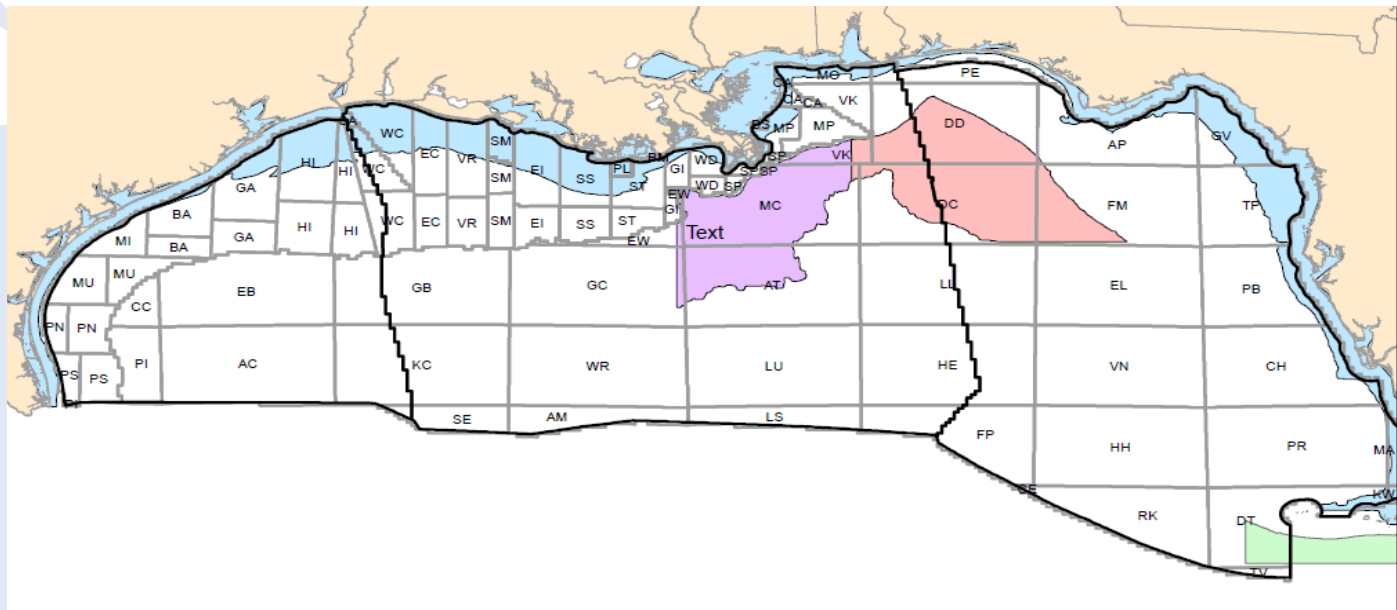 PE
MO
CA
VK
CA
CA
WC
SM
BS
MP
MP
DD
GV
AP
HI
HI
WC
EC
VR
SM
EI
SS
PL
ST
BM
GI
WD
SP
SP
SP
VK
GA
BA
HI
HI
WC
EC
VR
SM
EI
SS
ST
EW
GI
WD
SP
MC
DC
FM
TP
MI
BA
GA
EW
Text
MU
MU
EB
GB
GC
AT
LL
EL
PB
CC
PN
PN
PI
AC
KC
WR
LU
HE
VN
CH
PS
PS
SE
AM
LS
FP
HH
PR
MA
KW
RK
DT
TV